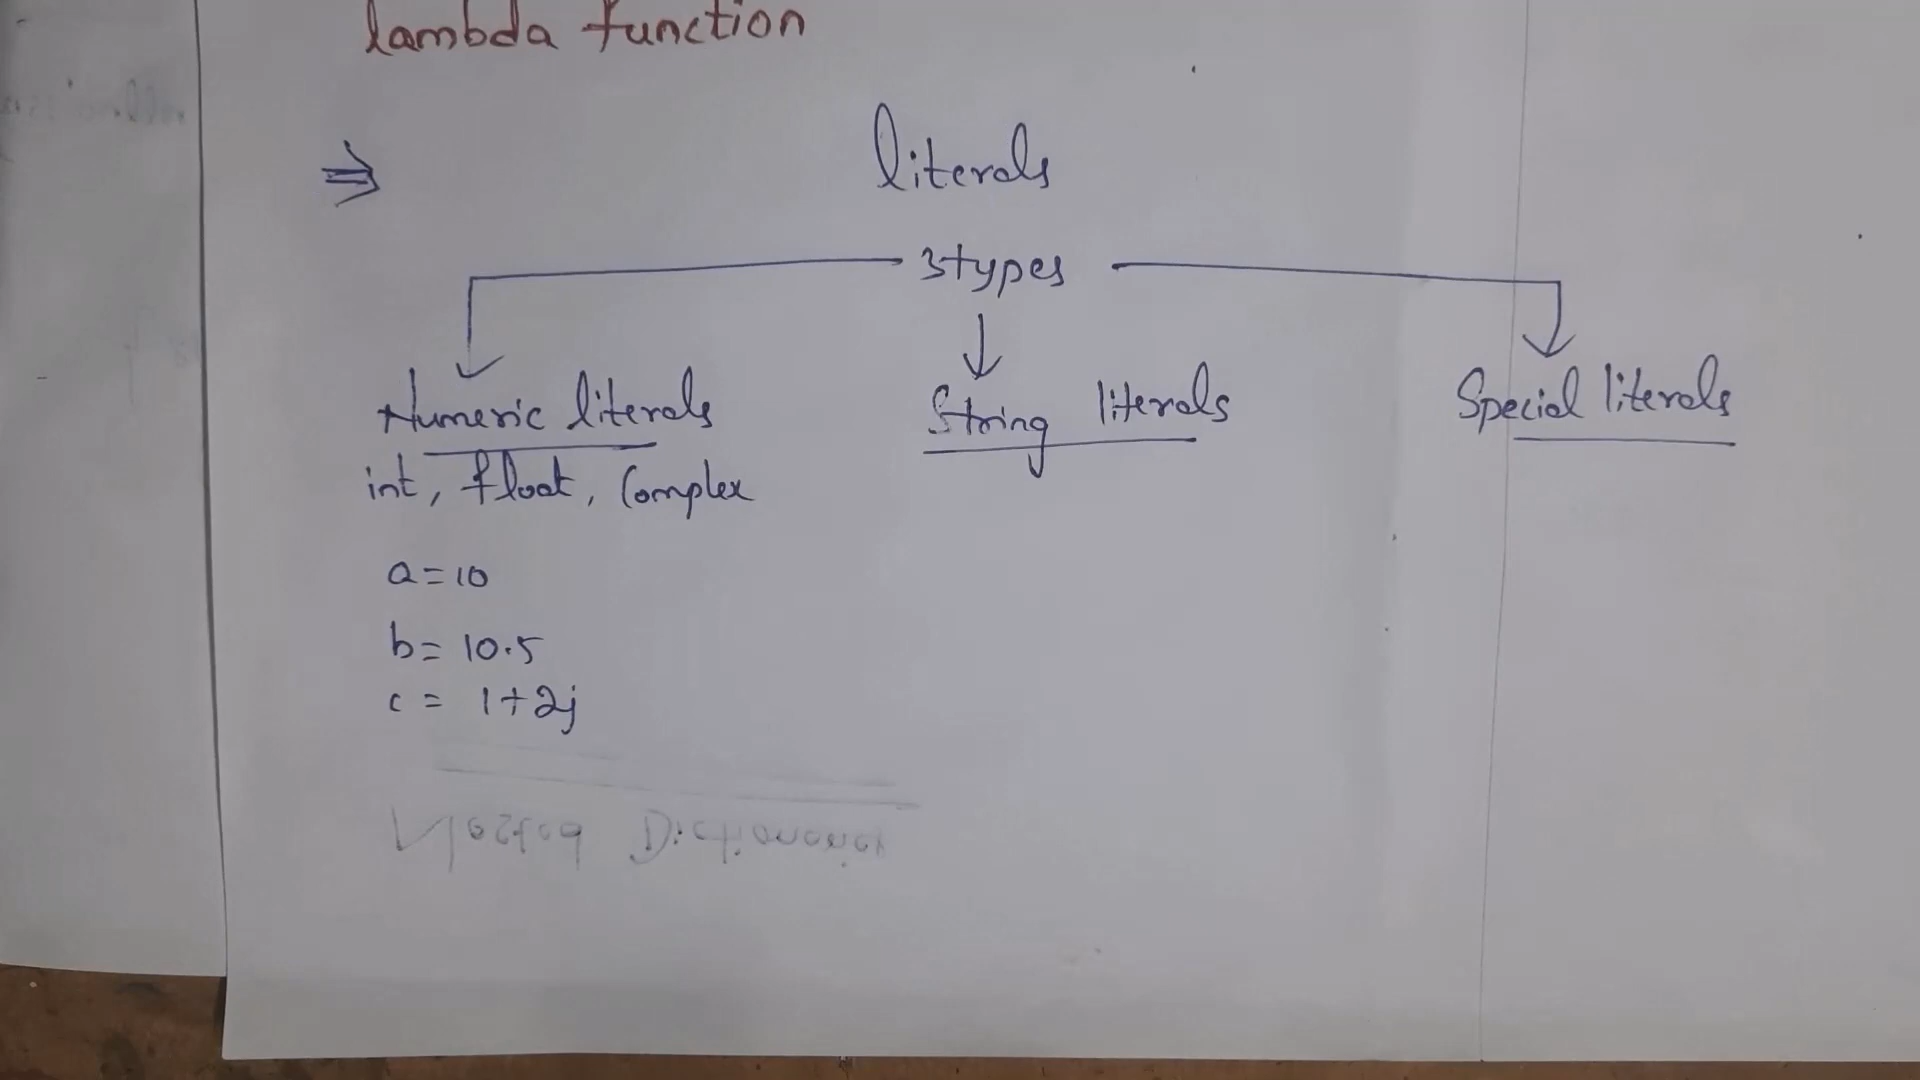 lambda function
⇒ literals
3types
Numeric literals String literals Special literals
int, float, Complex
a=10
b= 10.5
c = 1+2j